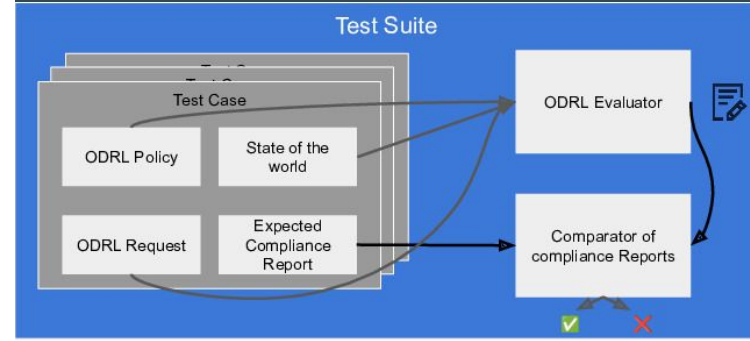 Test Suite
Test Case
ODRL Policy
State of the
world
ODRL Request
Expected
Compliance
Report
ODRL Evaluator
Comparator of
compliance Reports